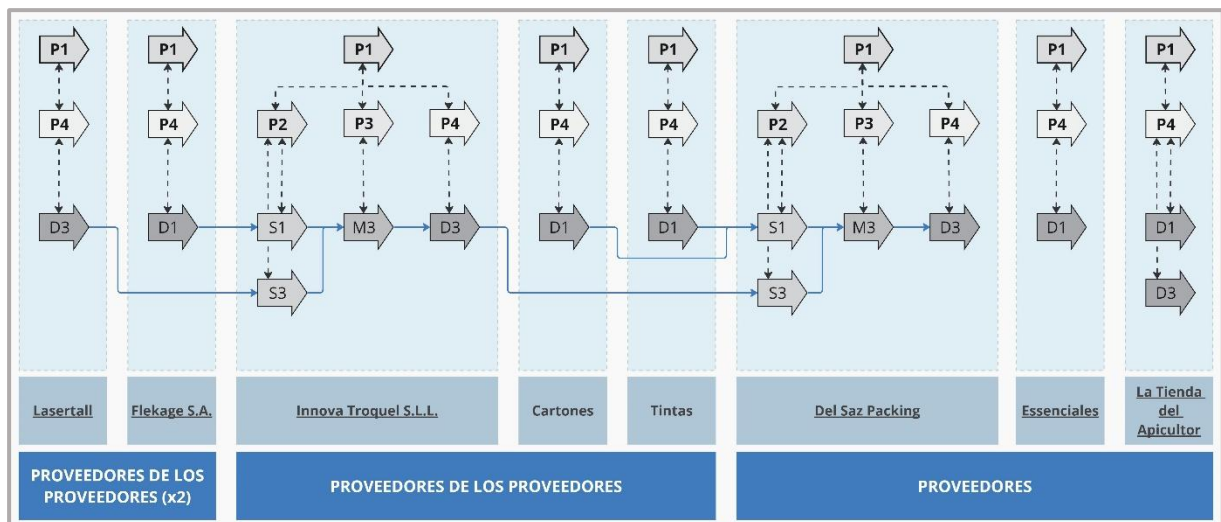 P1 P1 P1 P1 P1 P1 P1 P1
P4 P4 P2 P3 P4 P4 P4 P2 P3 P4 P4 P4
D3 D1 S1 M3 D3 D1 D1 S1 M3 D3 D1 D1
S3 S3 D3
Lasertall Flekage S.A. Innova Troquel S.L.L. Cartones Tintas Del Saz Packing Essenciales La Tienda
del
Apicultor
PROVEEDORES DE LOS
PROVEEDORES (x2)
PROVEEDORES DE LOS PROVEEDORES
PROVEEDORES